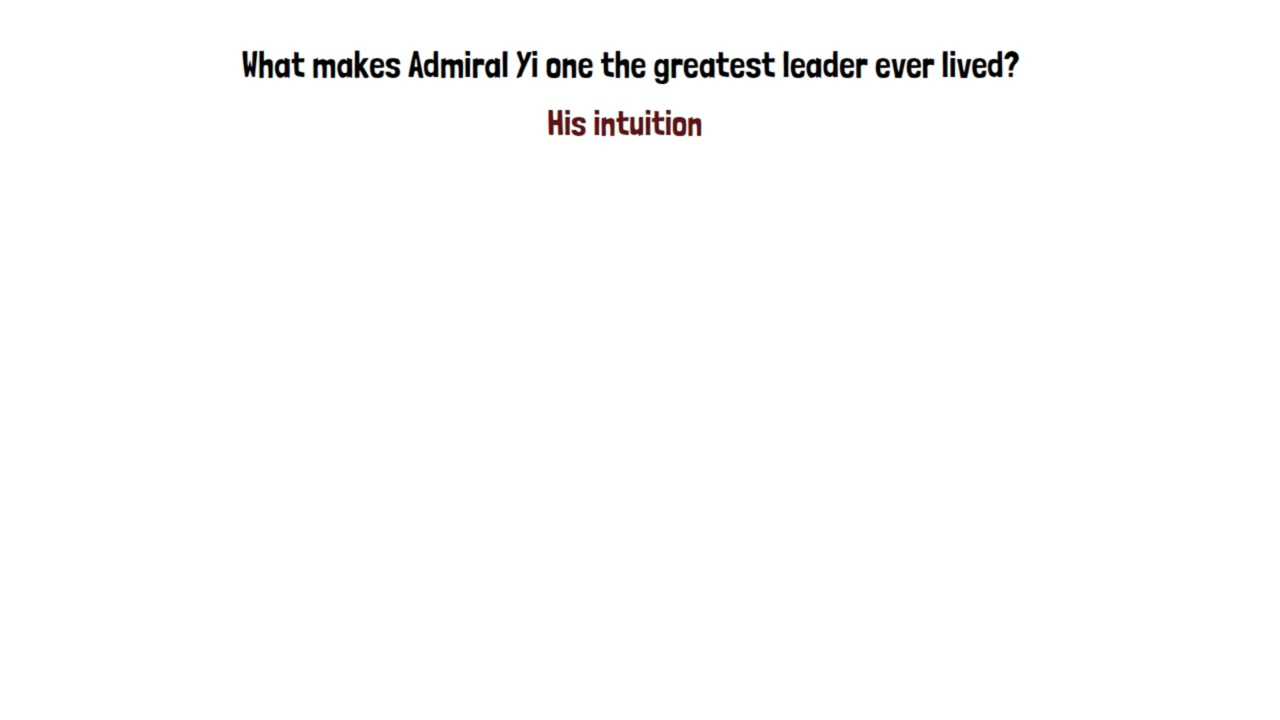 What makes Admiral Yi one the greatest leader ever lived?
His intuition